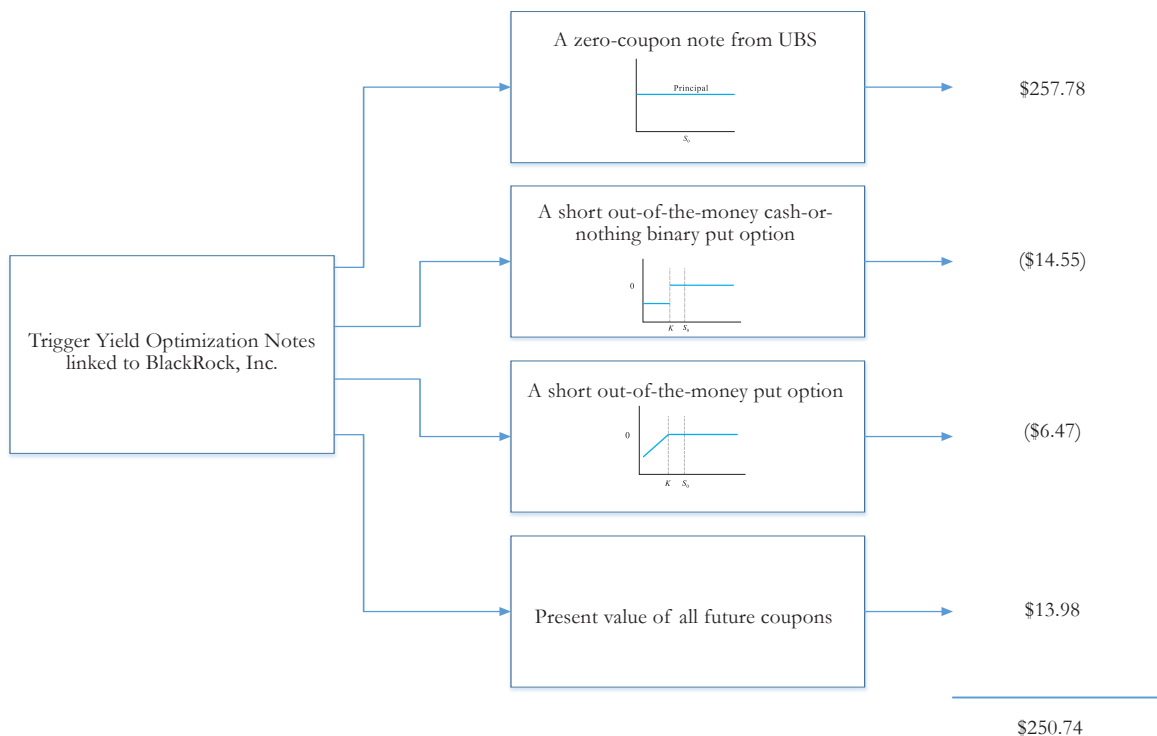 A zero-coupon note from UBS
Principal
S0
$257.78
A short out-of-the-money cash-or-
nothing binary put option
0
K
S0
($14.55)
Trigger Yield Optimization Notes
linked to BlackRock, Inc.
A short out-of-the-money put option
0
K
S0
($6.47)
Present value of all future coupons
$13.98
$250.74